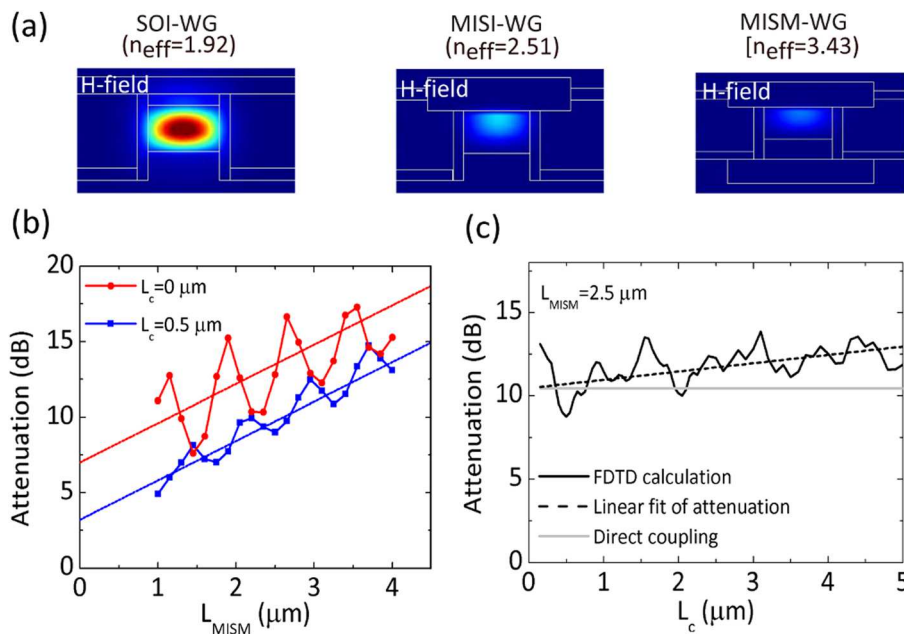 (a)
SOI-WG
(neff=1.92)
MISI-WG
(neff=2.51)
MISM-WG
[neff=3.43)
H-field
H-field
H-field
(b)
20
15
10
5
0
0
1
2
3
4
Attenuation (dB)
LMISM (μm)
Lc=0 μm
Lc=0.5 μm
(c)
LMISM=2.5 μm
15
10
5
0
0
1
2
3
4
5
Attenuation (dB)
Lc (μm)
FDTD calculation
Linear fit of attenuation
Direct coupling